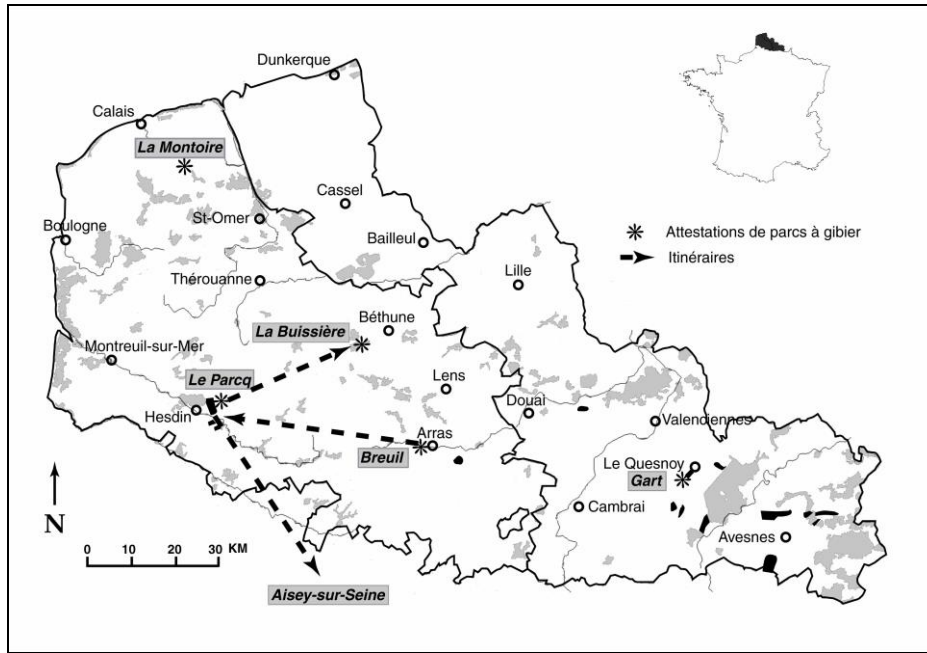 Dunkerque
Calais
La Montoire
Cassel
St-Omer
Boulogne
Bailleul
Attestations de parcs à gibier
Itinéraires
Lille
Thérouanne
Béthune
La Buissière
Montreuil-sur-Mer
Le Parcq
Lens
Hesdin
Douai
Arras
Valendiennes
Breuil
Le Quesnoy
Gart
N
Cambrai
Avesnes
0 10 20 30 KM
Aisey-sur-Seine